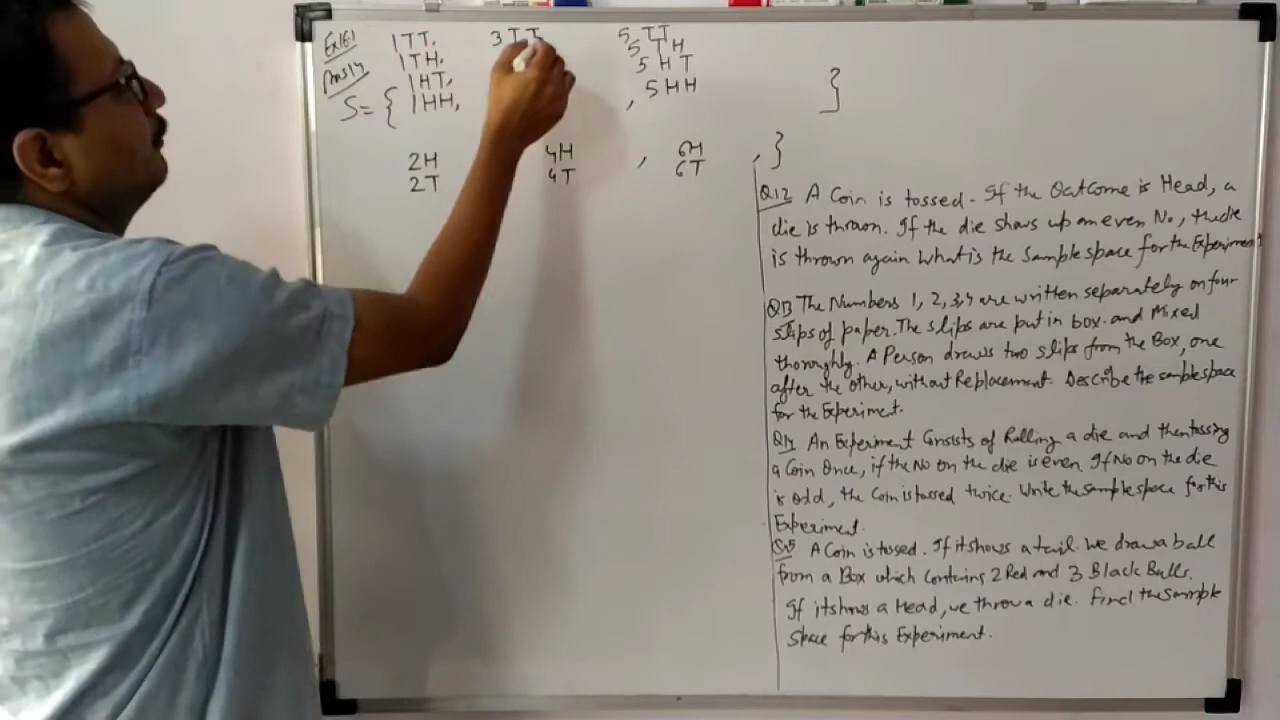 Ex16.1
Ans14
1TT,
1TH,
1HT,
S={ 1HH,
3TT
5TT
5TH
5HT
, 5HH
}
2H
2T
4H
4T
, 6H
6T
, }
Q12 A Coin is tossed. If the Outcome is Head, a
die is thrown. If the die shows up an even No, the die
is thrown again what is the Sample space for the Experiment?
Q13 The Numbers 1, 2, 3, 4 are written separately on four
slips of paper. The slips are put in box and Mixed
thoroughly. A Person draws two slips from the Box, one
after the other, without Replacement. Describe the sample space
for the Experiment.
Q14 An Experiment Consists of Rolling a die and then tossing
a Coin Once, if the No on the die is even If No on the die
is odd, the Coin is tossed twice. Write the sample space for this
Experiment.
Q15 A Coin is tossed. If it shows a tail. we draw a ball
from a Box which Contains 2 Red and 3 Black Balls.
If it shows a Head, we throw a die. Find the Sample
Space for this Experiment.